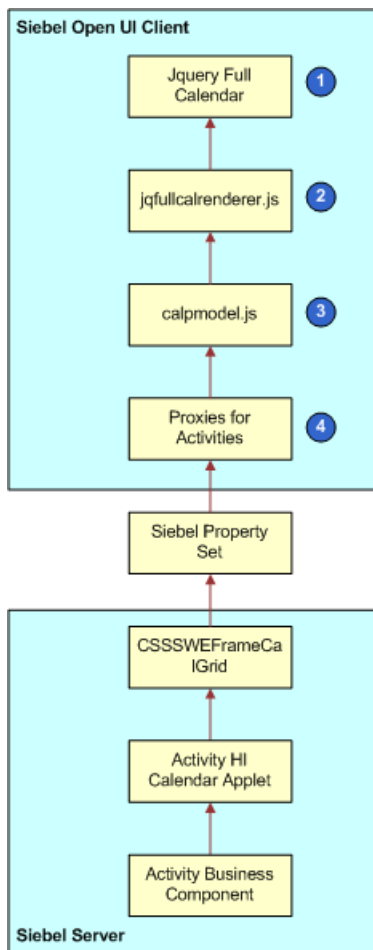 Siebel Open UI Client
Jquery Full
Calendar
1
jqfullcalrenderer.js
2
calpmodel.js
3
Proxies for
Activities
4
Siebel Property
Set
CSSSWEFrameCa
lGrid
Activity HI
Calendar Applet
Activity Business
Component
Siebel Server